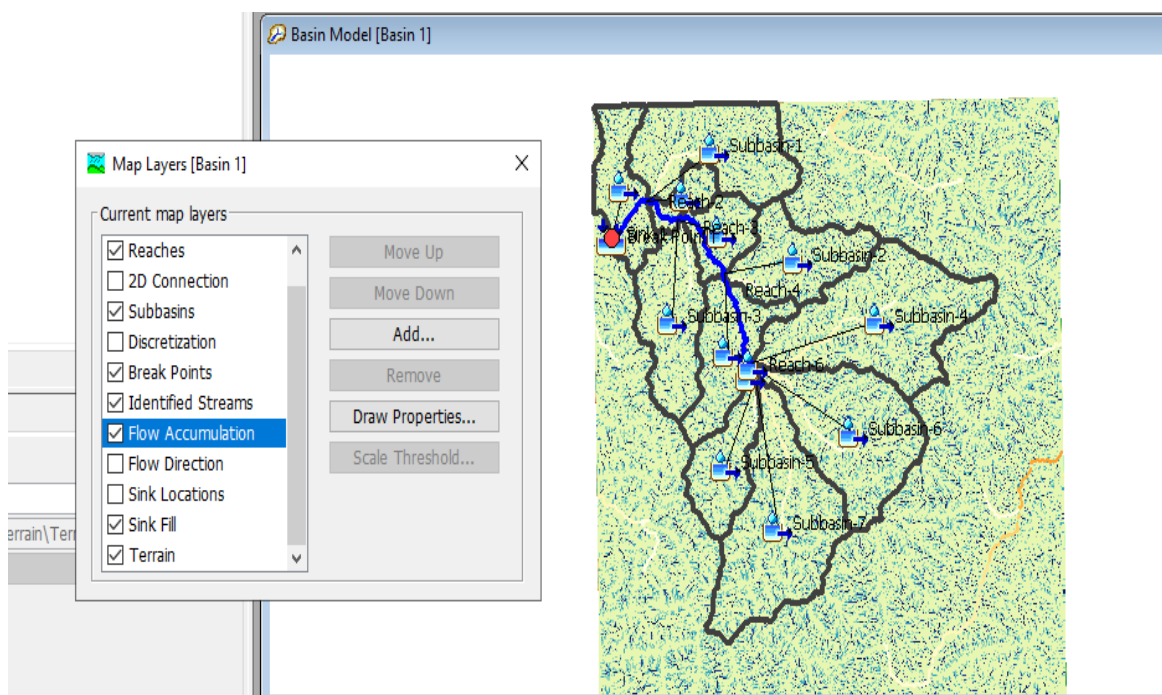 Basin Model [Basin 1]
Map Layers [Basin 1]
Current map layers
Reaches
2D Connection
Subbasins
Discretization
Break Points
Identified Streams
Flow Accumulation
Flow Direction
Sink Locations
Sink Fill
Terrain
Move Up
Move Down
Add...
Remove
Draw Properties...
Scale Threshold...
Subbasin-1
Reach-2
Break Point
Reach-3
Subbasin-2
Reach-4
Subbasin-3
Subbasin-4
Reach-6
Subbasin-6
Subbasin-5
Subbasin-7